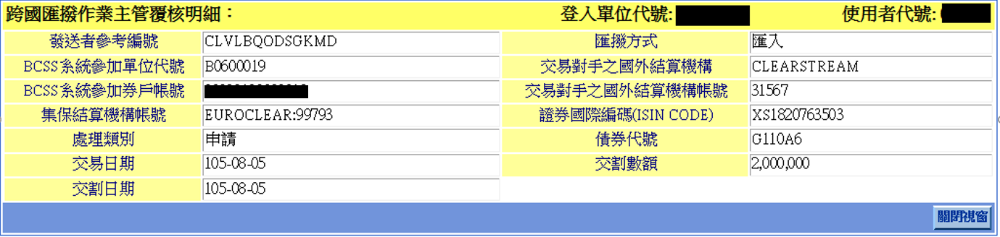 跨國匯撥作業主管覆核明細： 登入單位代號: 使用者代號:
發送者參考編號 CLVLBQODSGKMD 匯撥方式 匯入
BCSS系統參加單位代號 B0600019 交易對手之國外結算機構 CLEARSTREAM
BCSS系統參加券戶帳號 交易對手之國外結算機構帳號 31567
集保結算機構帳號 EUROCLEAR:99793 證券國際編碼(ISIN CODE) XS1820763503
處理類別 申請 債券代號 G110A6
交易日期 105-08-05 交割數額 2,000,000
交割日期 105-08-05
關閉視窗